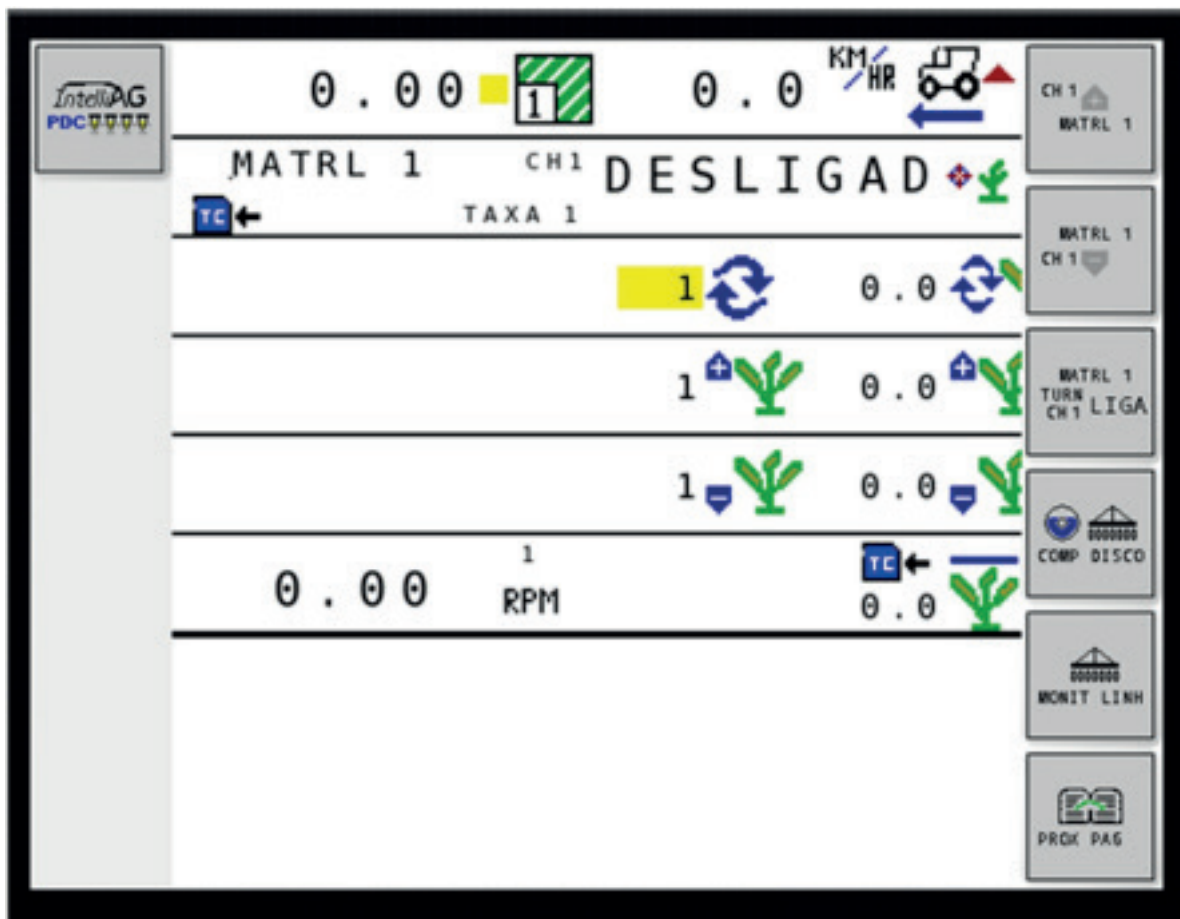 IntelliAG
PDC
0.00
1
0.0
KM/HR
CH 1
MATRL 1
MATRL 1
CH1
DESLIGAD
TC
TAXA 1
MATRL 1
CH 1
1
0.0
1
0.0
MATRL 1
TURN
CH 1
LIGA
1
0.0
COMP DISCO
0.00
1
RPM
TC
0.0
MONIT LINH
PROX PAG